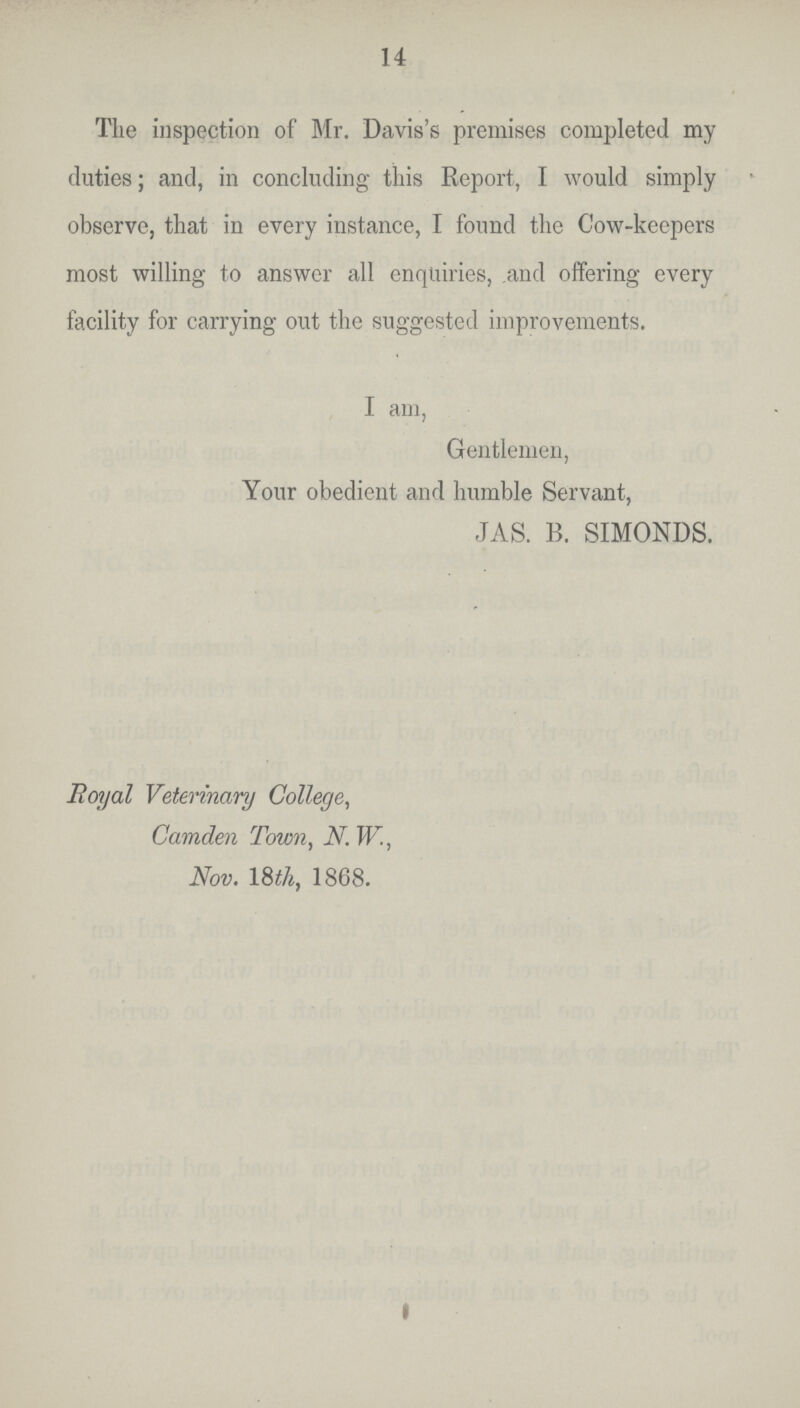 14
The inspection of Mr. Davis's premises completed my
duties; and, in concluding this Report, I would simply
observe, that in every instance, I found the Cow-keepers
most willing to answer all enquiries, and offering every
facility for carrying out the suggested improvements.
I am,
Gentlemen,
Your obedient and humble Servant,
JAS. B. SIMONDS.
Royal Veterinary College,
Camden Town, N. W.,
Nov. 18th, 1868.